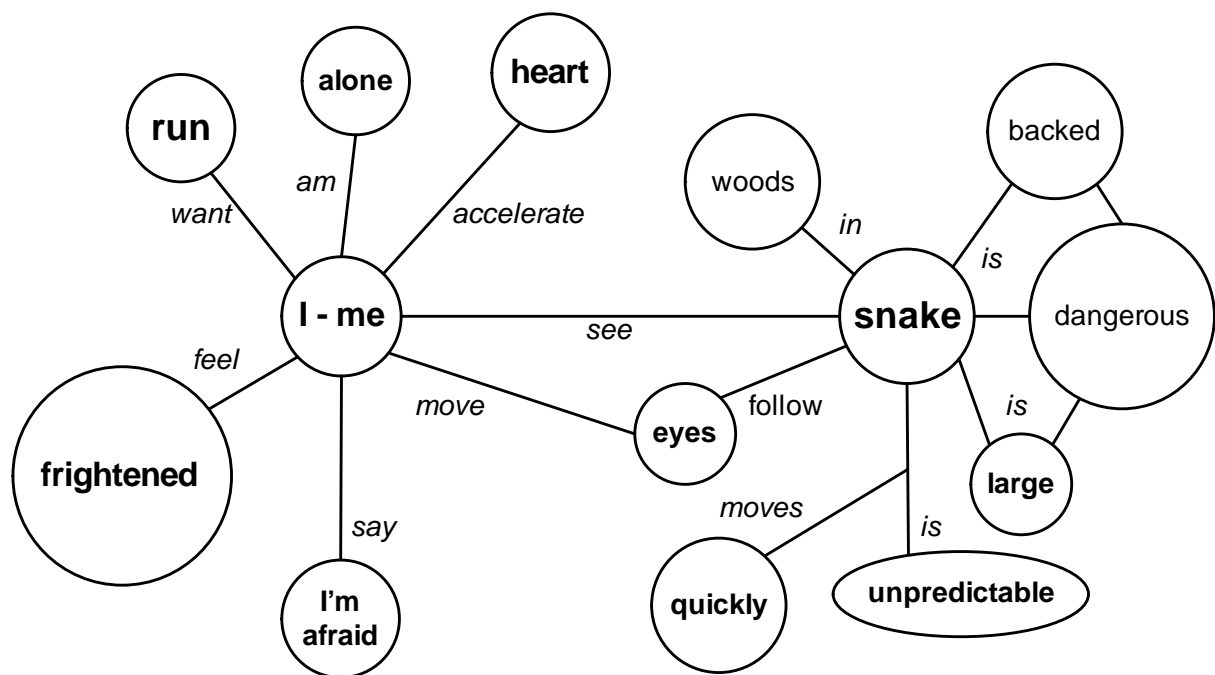 heart
alone
backed
run
woods
am
want
accelerate
in
is
I - me
snake
dangerous
see
feel
move
follow
is
eyes
frightened
large
moves
say
is
unpredictable
quickly
I'm
afraid